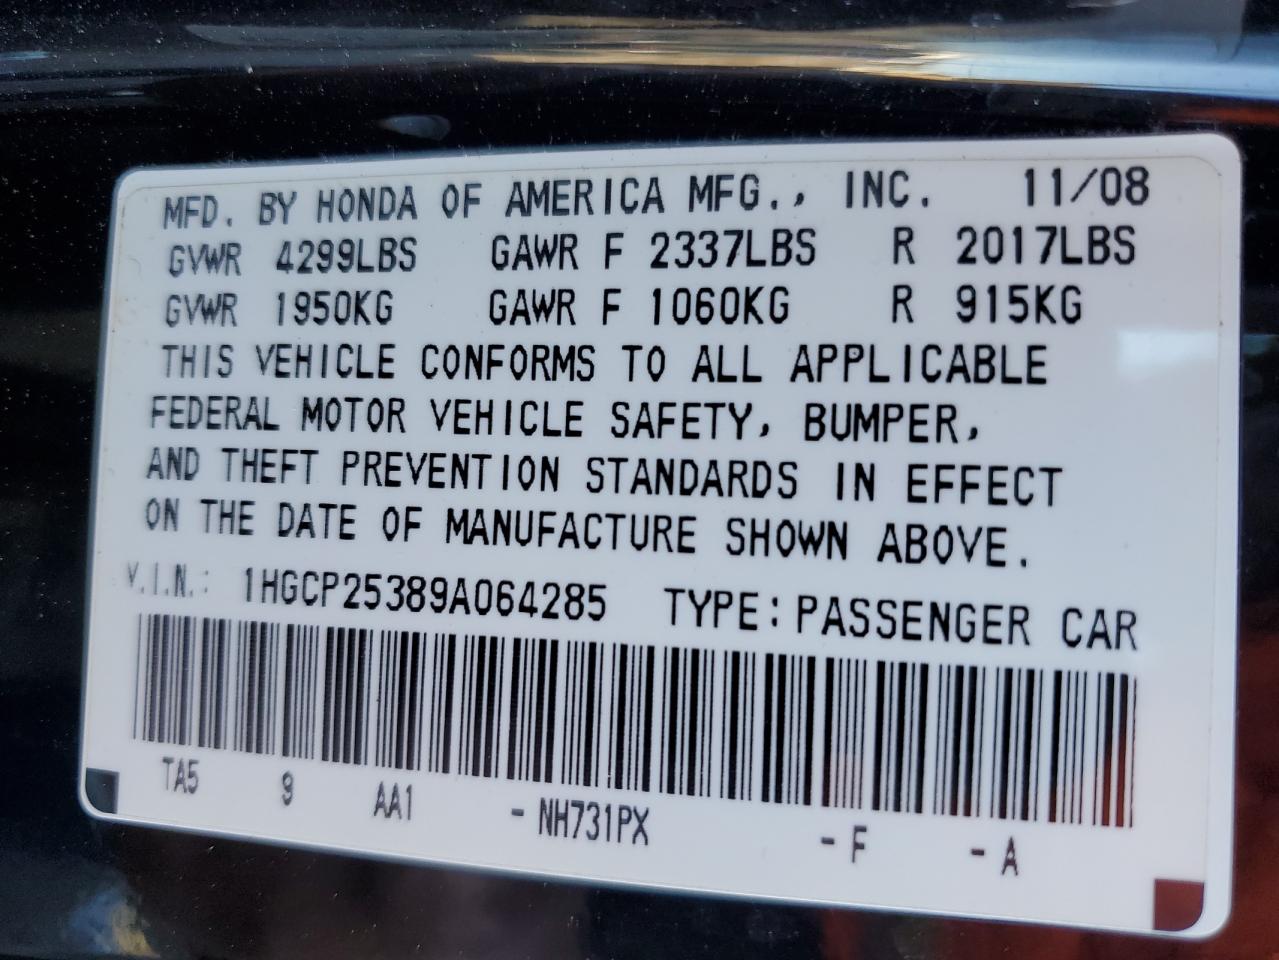 MFD. BY HONDA OF AMERICA MFG., INC. 11/08
GVWR 4299LBS GAWR F 2337LBS R 2017LBS
GVWR 1950KG GAWR F 1060KG R 915KG
THIS VEHICLE CONFORMS TO ALL APPLICABLE
FEDERAL MOTOR VEHICLE SAFETY, BUMPER,
AND THEFT PREVENTION STANDARDS IN EFFECT
ON THE DATE OF MANUFACTURE SHOWN ABOVE.
V.I.N.: 1HGCP25389A064285 TYPE: PASSENGER CAR
TA5 9 AA1 - NH731PX - F - A